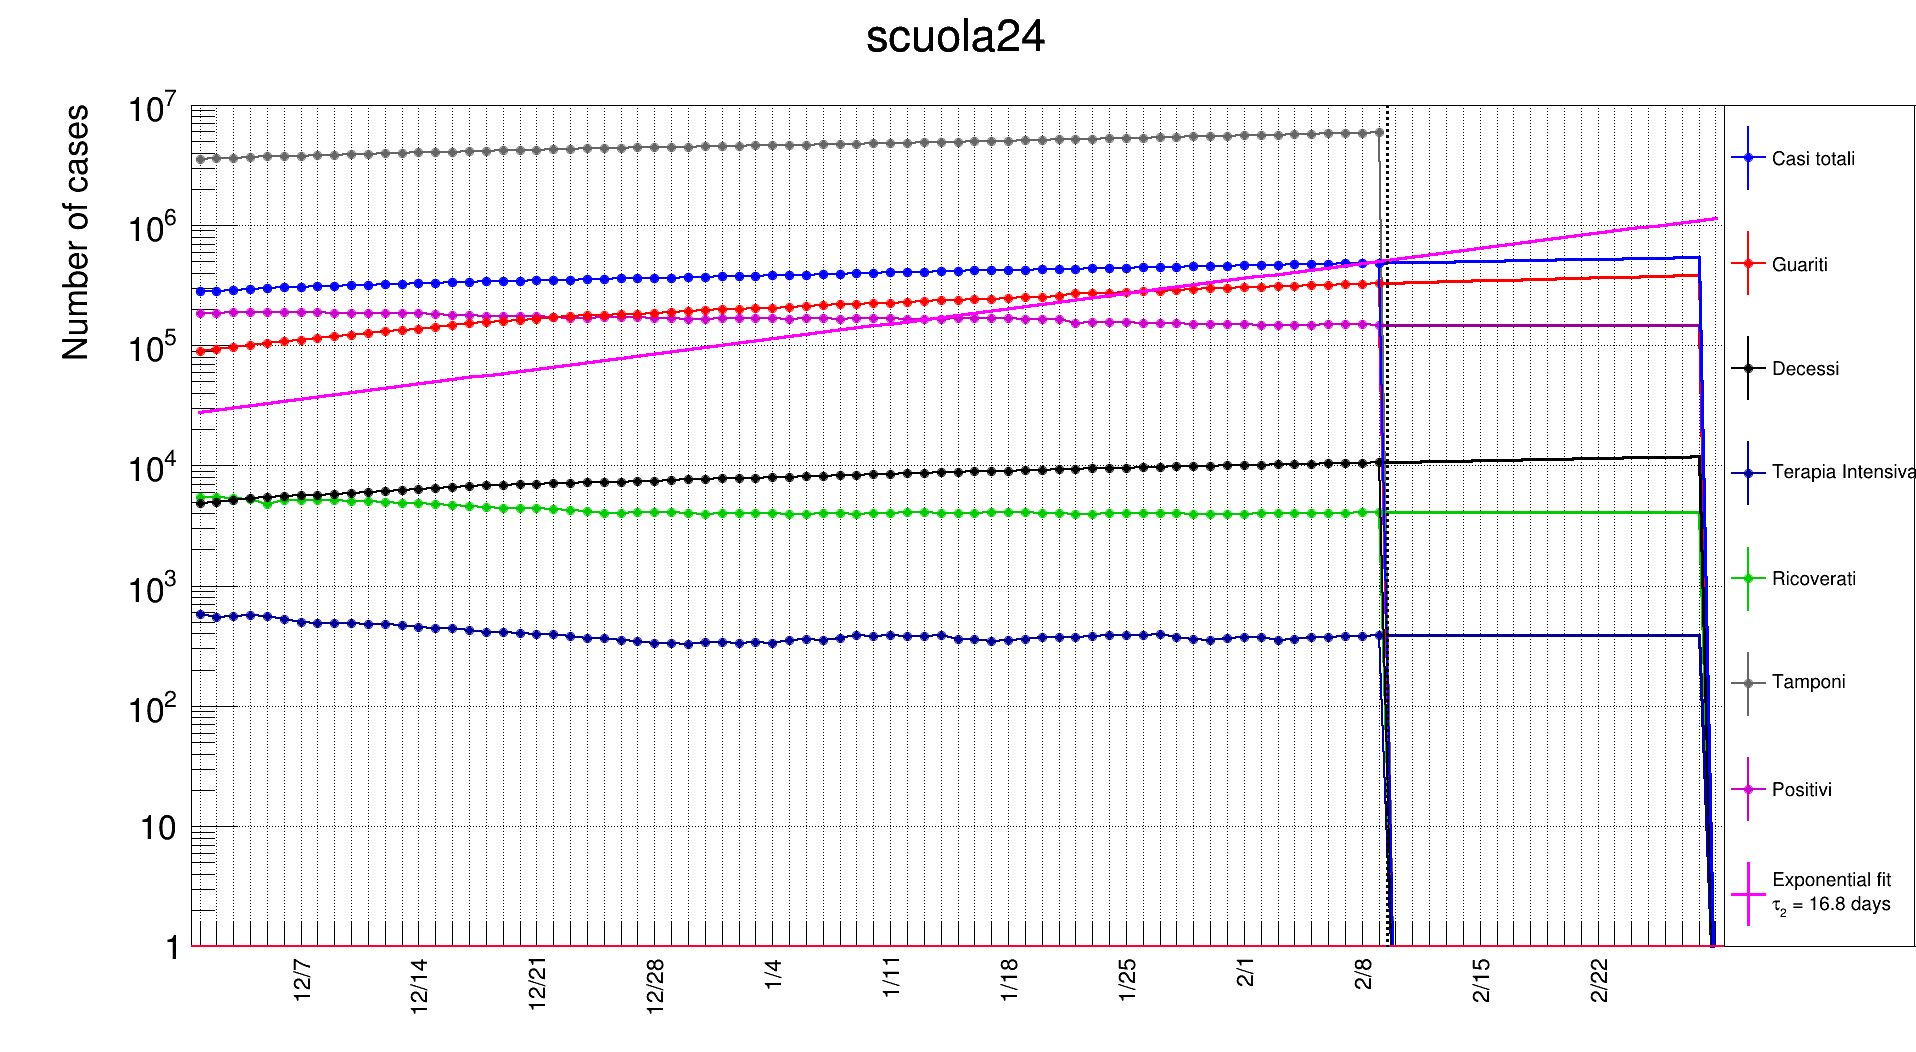 scuola24
Number of cases
10^7
10^6
10^5
10^4
10^3
10^2
10
1
12/7
12/14
12/21
12/28
1/4
1/11
1/18
1/25
2/1
2/8
2/15
2/22
Casi totali
Guariti
Decessi
Terapia Intensiva
Ricoverati
Tamponi
Positivi
Exponential fit
τ₂ = 16.8 days